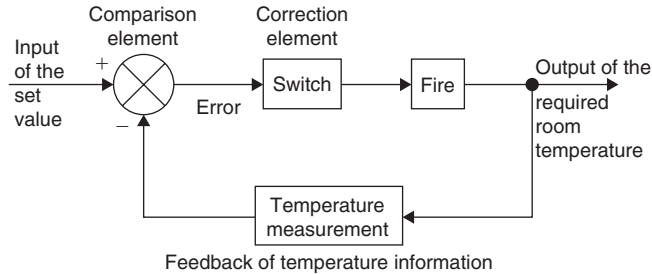 Comparison
element
Correction
element
Input
of the
set
value
+
−
Error
Switch
Fire
Output of the
required
room
temperature
Temperature
measurement
Feedback of temperature information